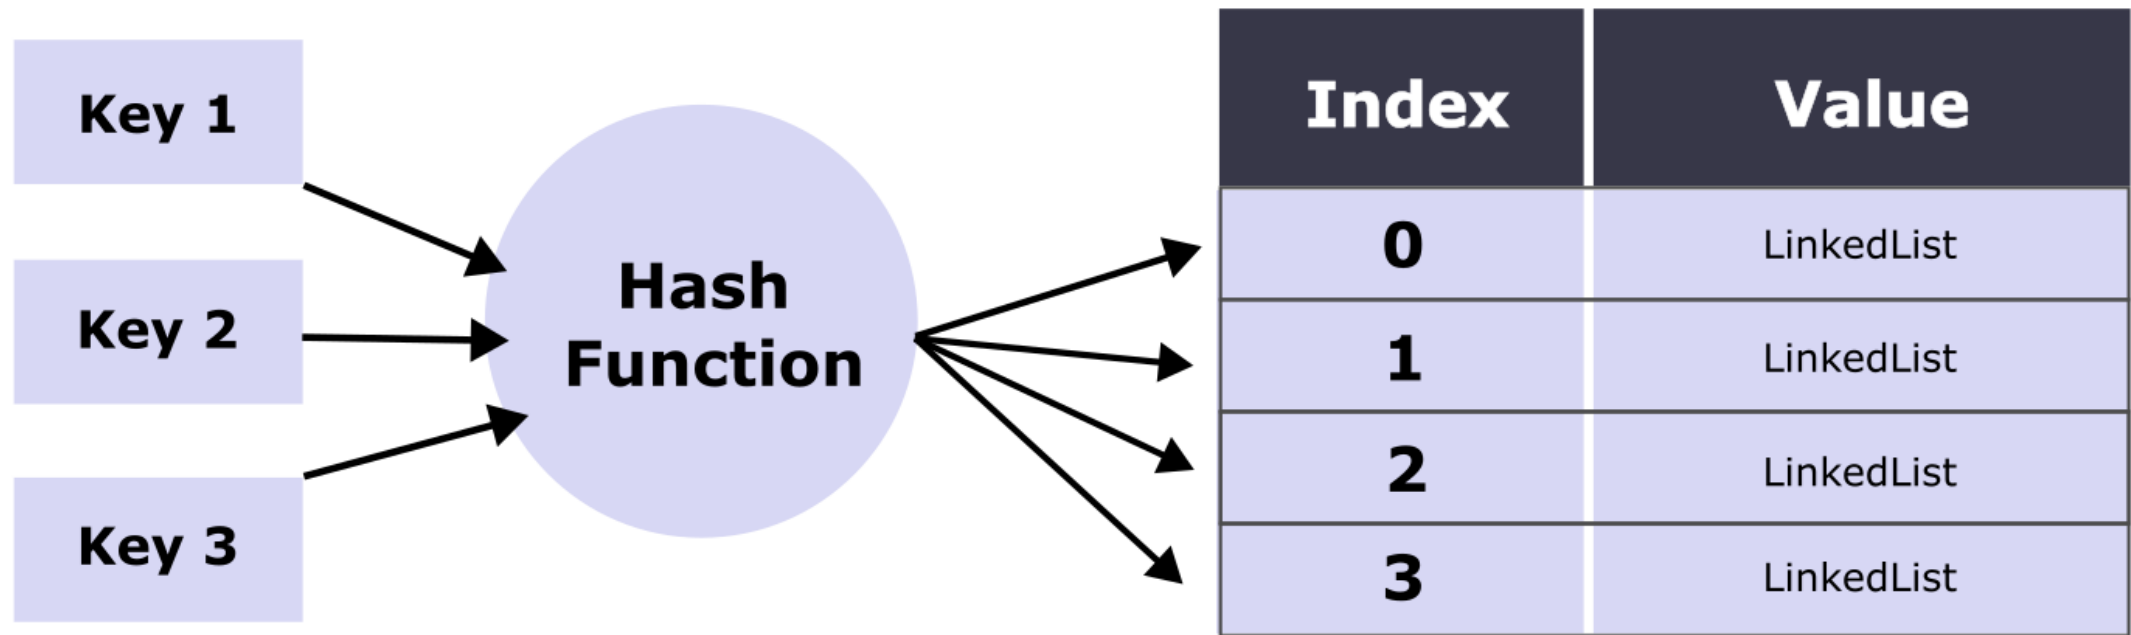 Key 1
Key 2
Key 3
Hash
Function
Index Value
0 LinkedList
1 LinkedList
2 LinkedList
3 LinkedList